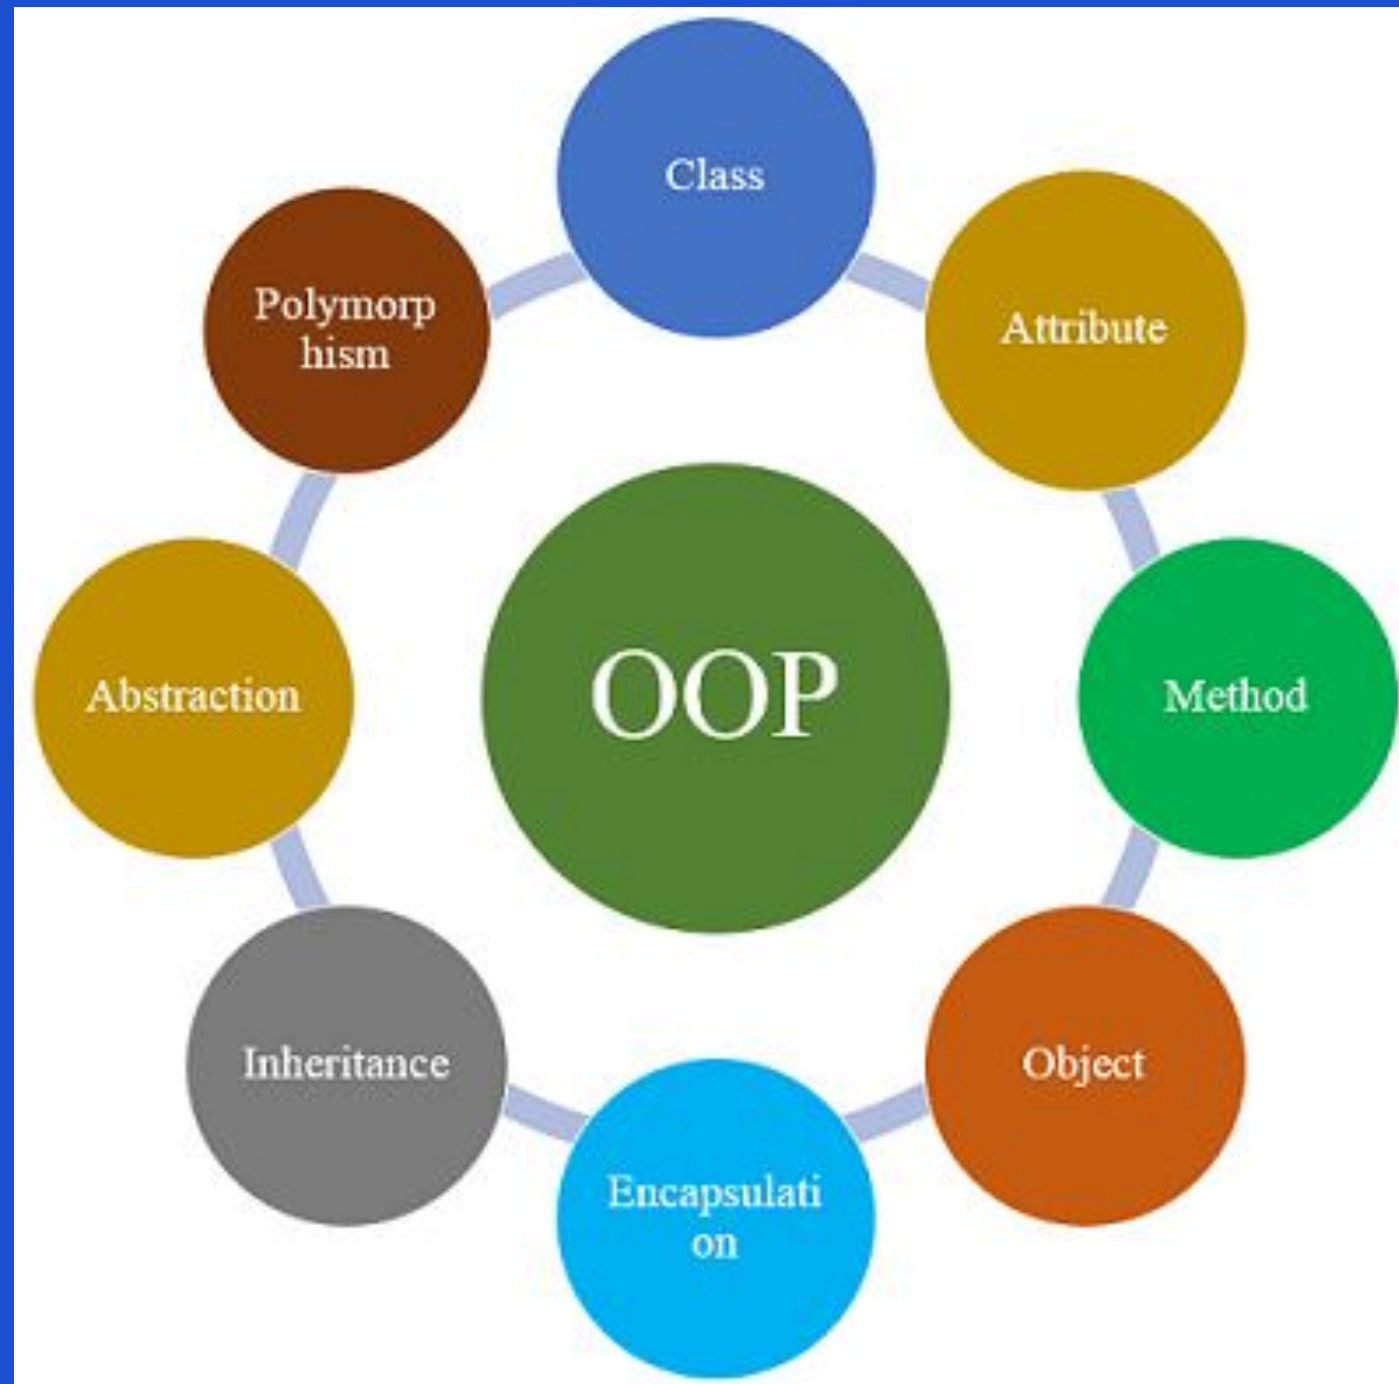 Class
Attribute
Polymorp
hism
OOP
Method
Abstraction
Object
Inheritance
Encapsulati
on